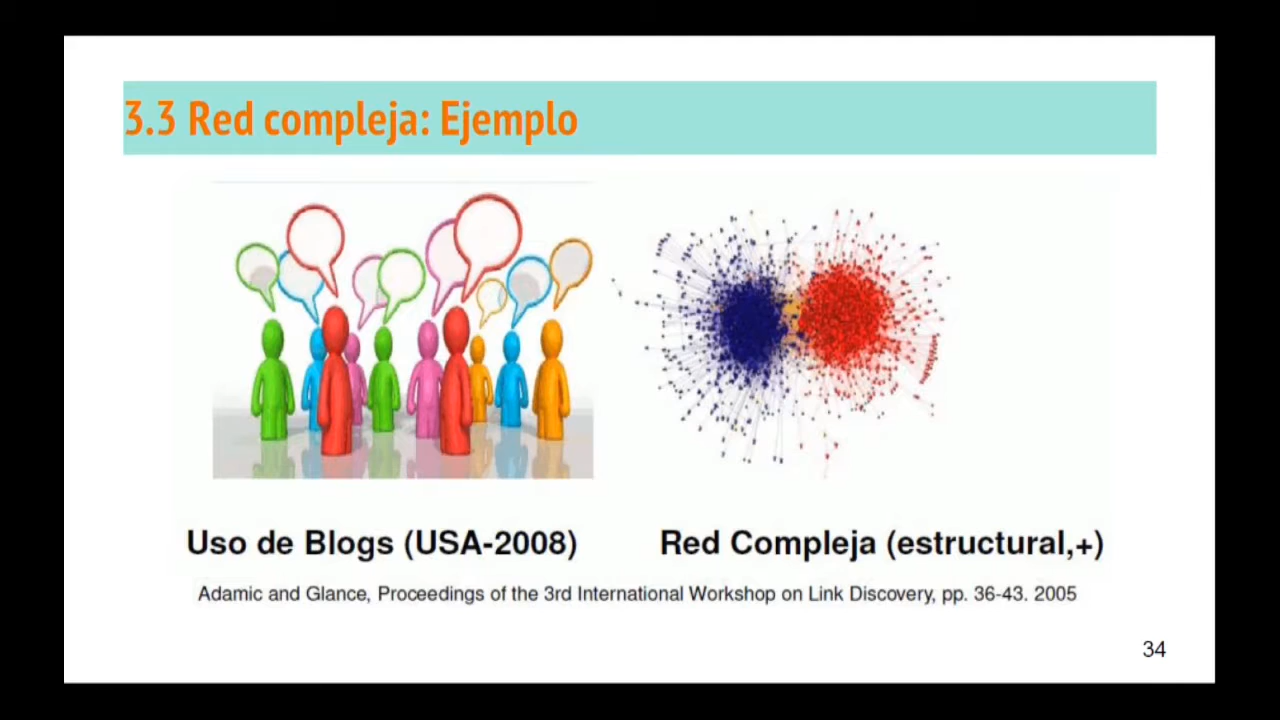 3.3 Red compleja: Ejemplo
Uso de Blogs (USA-2008)
Red Compleja (estructural,+)
Adamic and Glance, Proceedings of the 3rd International Workshop on Link Discovery, pp. 36-43. 2005
34